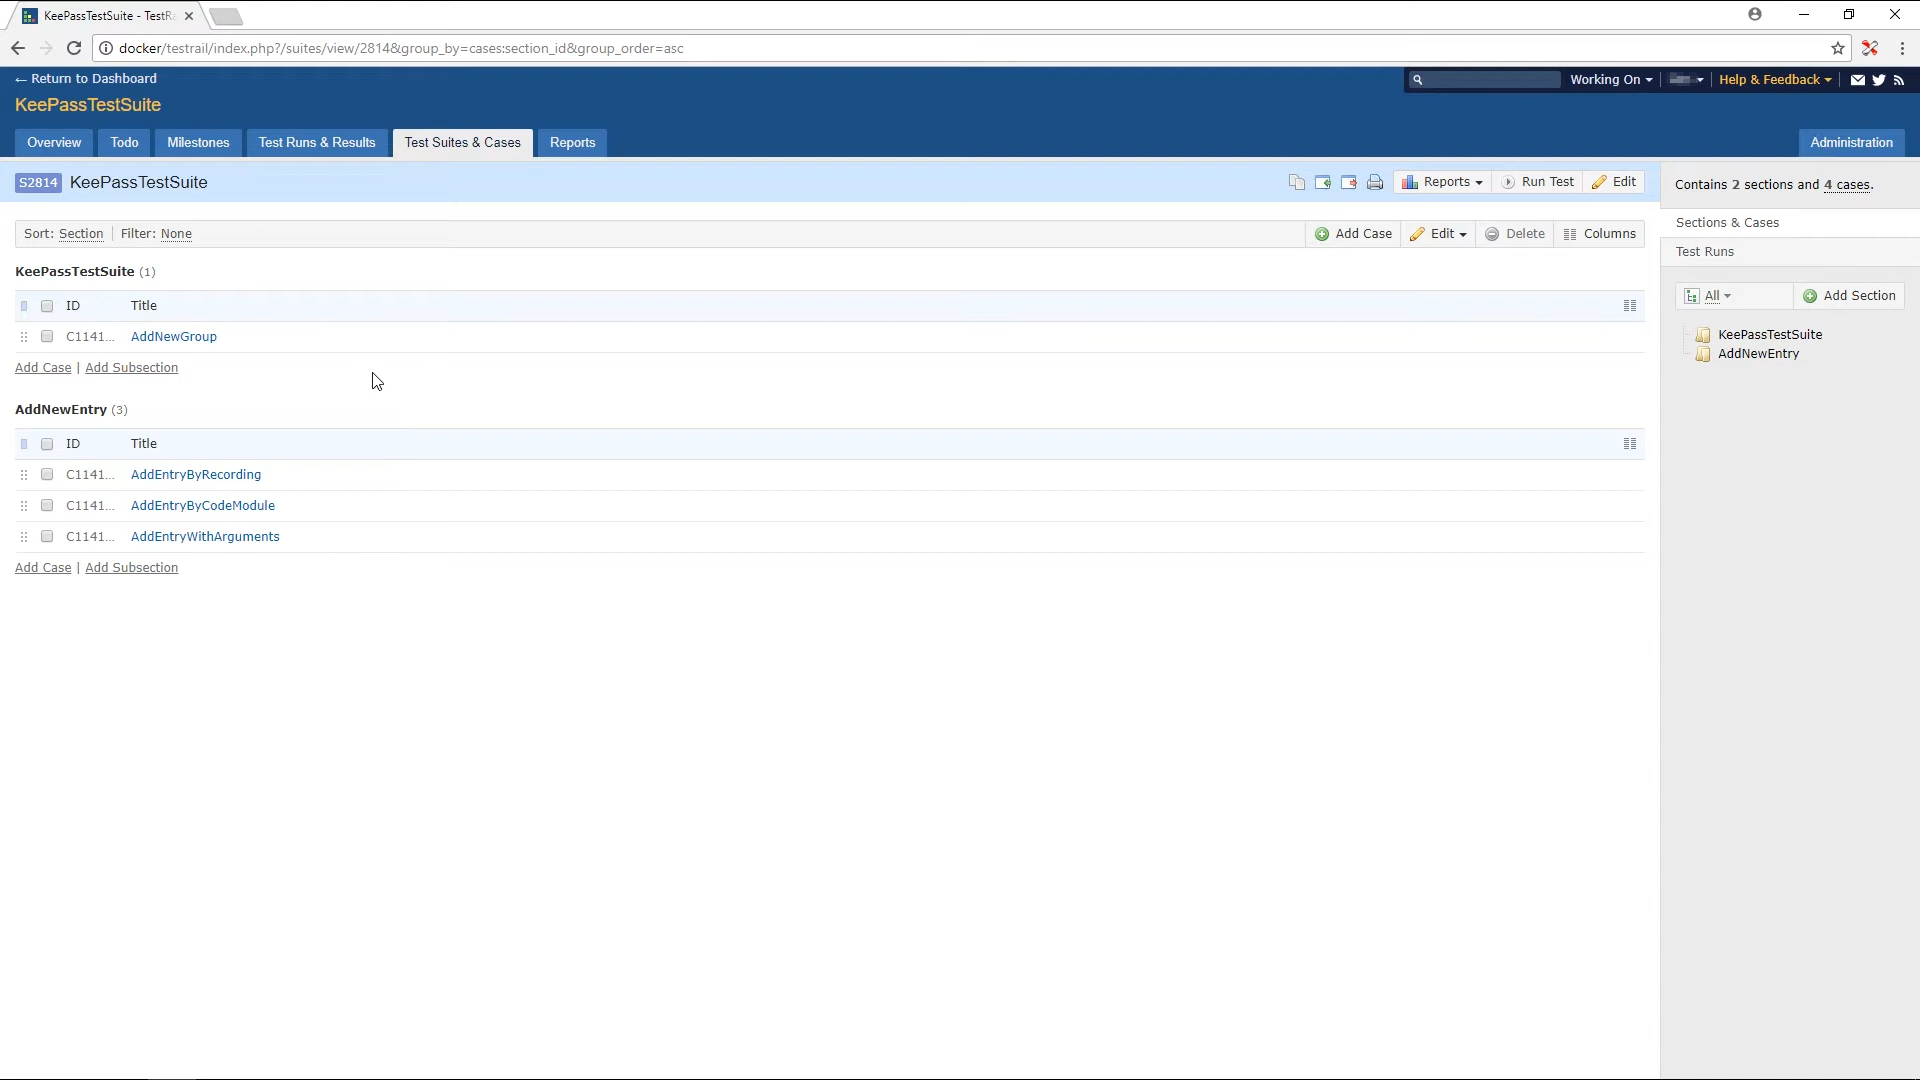 KeePassTestSuite - TestRa
docker/testrail/index.php?/suites/view/2814&group_by=cases:section_id&group_order=asc
← Return to Dashboard
Working On
Help & Feedback
KeePassTestSuite
Overview Todo Milestones Test Runs & Results Test Suites & Cases Reports Administration
S2814 KeePassTestSuite
Reports Run Test Edit
Contains 2 sections and 4 cases.
Sort: Section Filter: None
Add Case Edit Delete Columns
Sections & Cases
Test Runs
KeePassTestSuite (1)
ID Title
C1141... AddNewGroup
Add Case | Add Subsection
AddNewEntry (3)
ID Title
C1141... AddEntryByRecording
C1141... AddEntryByCodeModule
C1141... AddEntryWithArguments
Add Case | Add Subsection
All Add Section
KeePassTestSuite
AddNewEntry